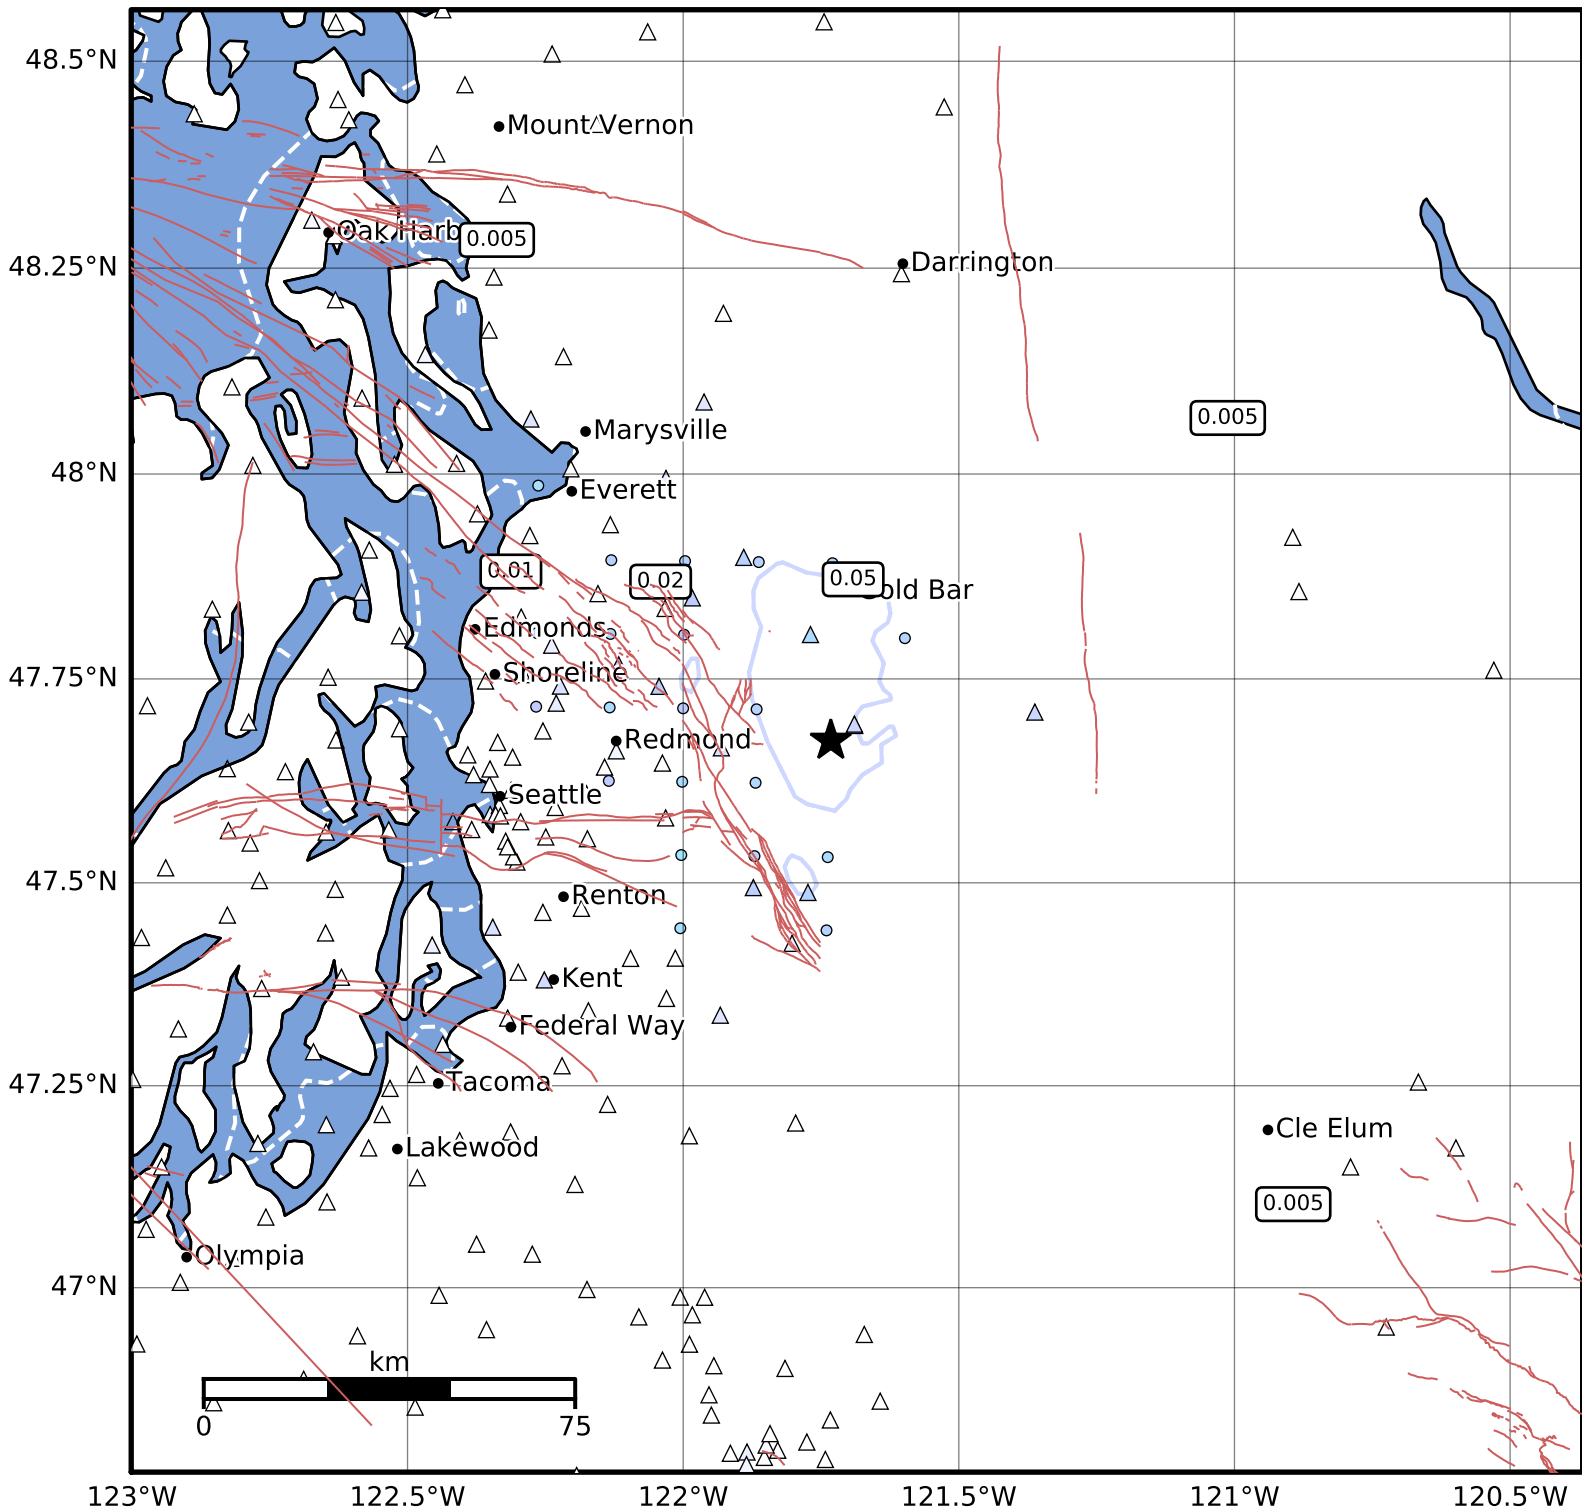 48.5°N
Mount Vernon
Oak Harb
0.005
48.25°N
Darrington
0.005
Marysville
48°N
Everett
0.01
0.02
0.05
old Bar
Edmonds
Shoreline
47.75°N
Redmond
Seattle
47.5°N
Renton
Kent
Federal Way
47.25°N
Tacoma
Cle Elum
Lakewood
0.005
Olympia
47°N
km
0
75
123°W
122.5°W
122°W
121.5°W
121°W
120.5°W